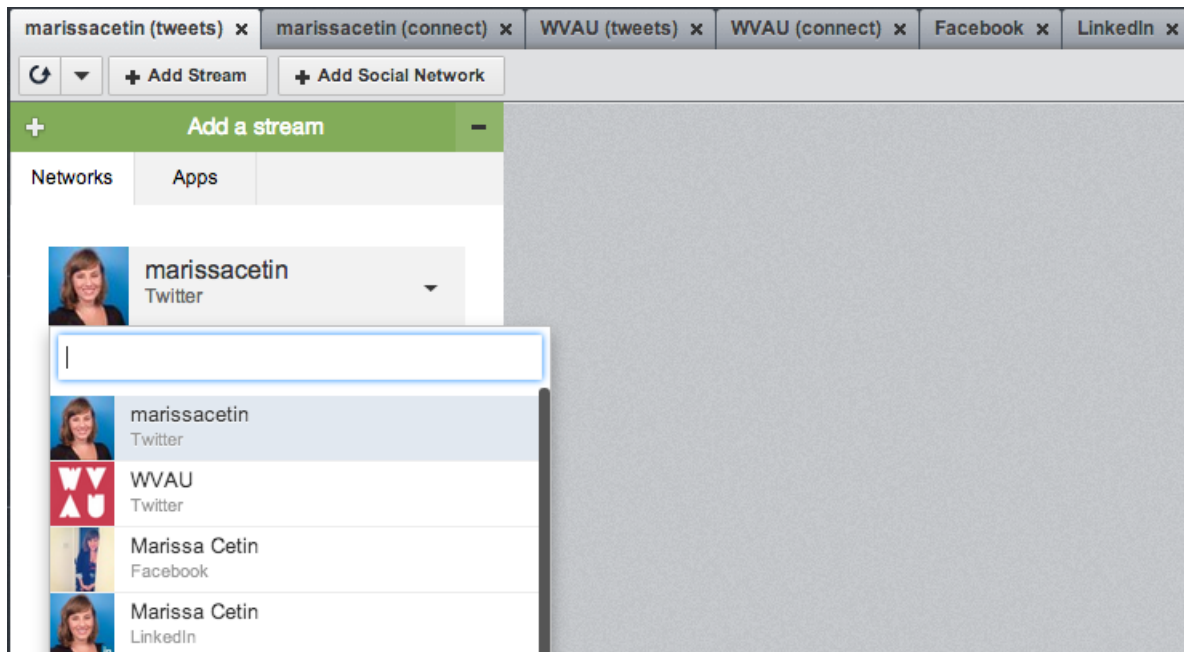 marissacetin (tweets) x marissacetin (connect) x WVAU (tweets) x WVAU (connect) x Facebook x LinkedIn x
+ Add Stream + Add Social Network
+ Add a stream -
Networks Apps
marissacetin
Twitter
marissacetin
Twitter
WV
AU
WVAU
Twitter
Marissa Cetin
Facebook
Marissa Cetin
LinkedIn
in